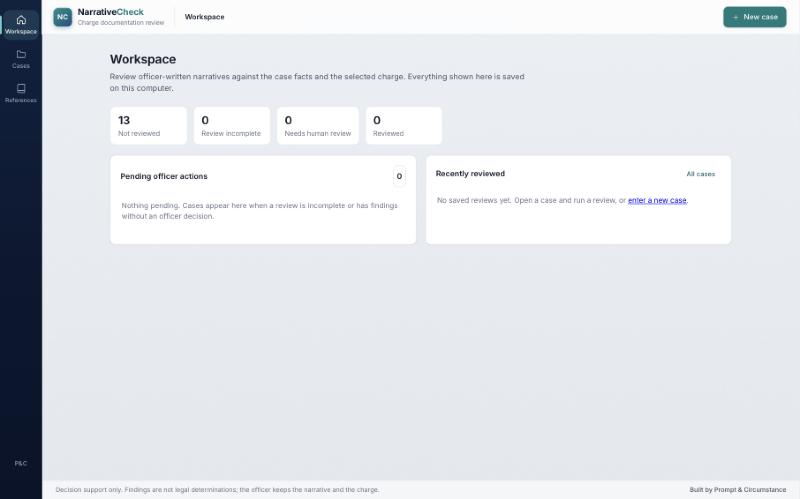 Workspace
Cases
References
P&C
NC
NarrativeCheck
Charge documentation review
Workspace
+ New case
Workspace
Review officer-written narratives against the case facts and the selected charge. Everything shown here is saved
on this computer.
13
Not reviewed
0
Review incomplete
0
Needs human review
0
Reviewed
Pending officer actions
0
Nothing pending. Cases appear here when a review is incomplete or has findings
without an officer decision.
Recently reviewed
All cases
No saved reviews yet. Open a case and run a review, or enter a new case.
Decision support only. Findings are not legal determinations; the officer keeps the narrative and the charge.
Built by Prompt & Circumstance